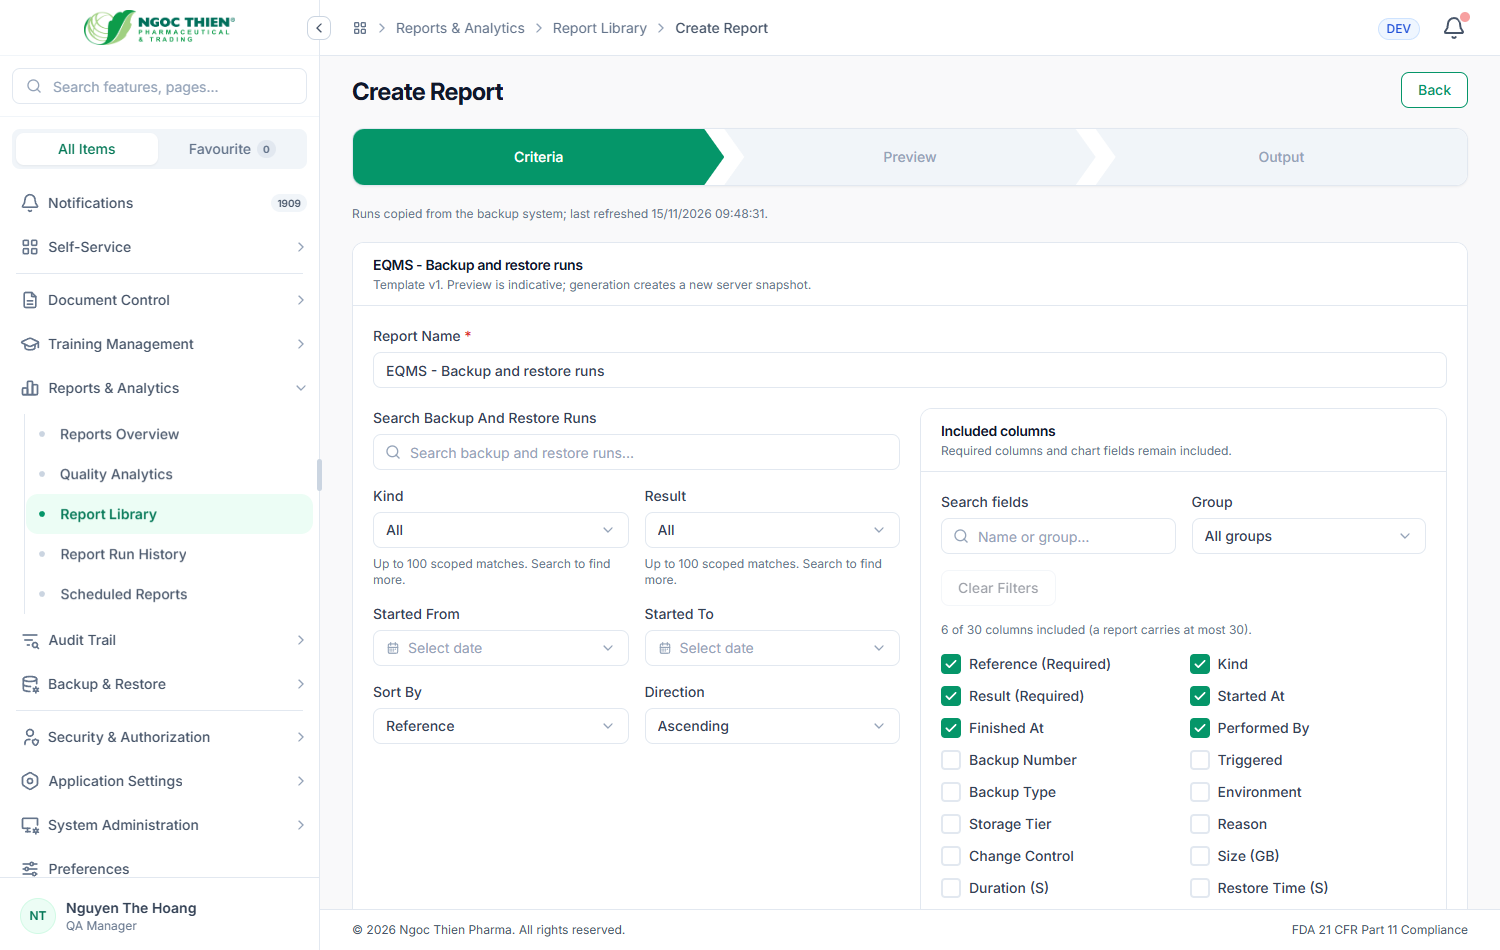 NGOC THIEN®
PHARMACEUTICAL
& TRADING
Search features, pages...
All Items
Favourite 0
Notifications 1909
Self-Service
Document Control
Training Management
Reports & Analytics
Reports Overview
Quality Analytics
Report Library
Report Run History
Scheduled Reports
Audit Trail
Backup & Restore
Security & Authorization
Application Settings
System Administration
Preferences
NT
Nguyen The Hoang
QA Manager
Reports & Analytics > Report Library > Create Report
DEV
Create Report
Back
Criteria
Preview
Output
Runs copied from the backup system; last refreshed 15/11/2026 09:48:31.
EQMS - Backup and restore runs
Template v1. Preview is indicative; generation creates a new server snapshot.
Report Name *
EQMS - Backup and restore runs
Search Backup And Restore Runs
Search backup and restore runs...
Kind
Result
All
All
Up to 100 scoped matches. Search to find
more.
Up to 100 scoped matches. Search to find
more.
Started From
Started To
Select date
Select date
Sort By
Direction
Reference
Ascending
Included columns
Required columns and chart fields remain included.
Search fields
Group
Name or group...
All groups
Clear Filters
6 of 30 columns included (a report carries at most 30).
Reference (Required)
Kind
Result (Required)
Started At
Finished At
Performed By
Backup Number
Triggered
Backup Type
Environment
Storage Tier
Reason
Change Control
Size (GB)
Duration (S)
Restore Time (S)
© 2026 Ngoc Thien Pharma. All rights reserved.
FDA 21 CFR Part 11 Compliance